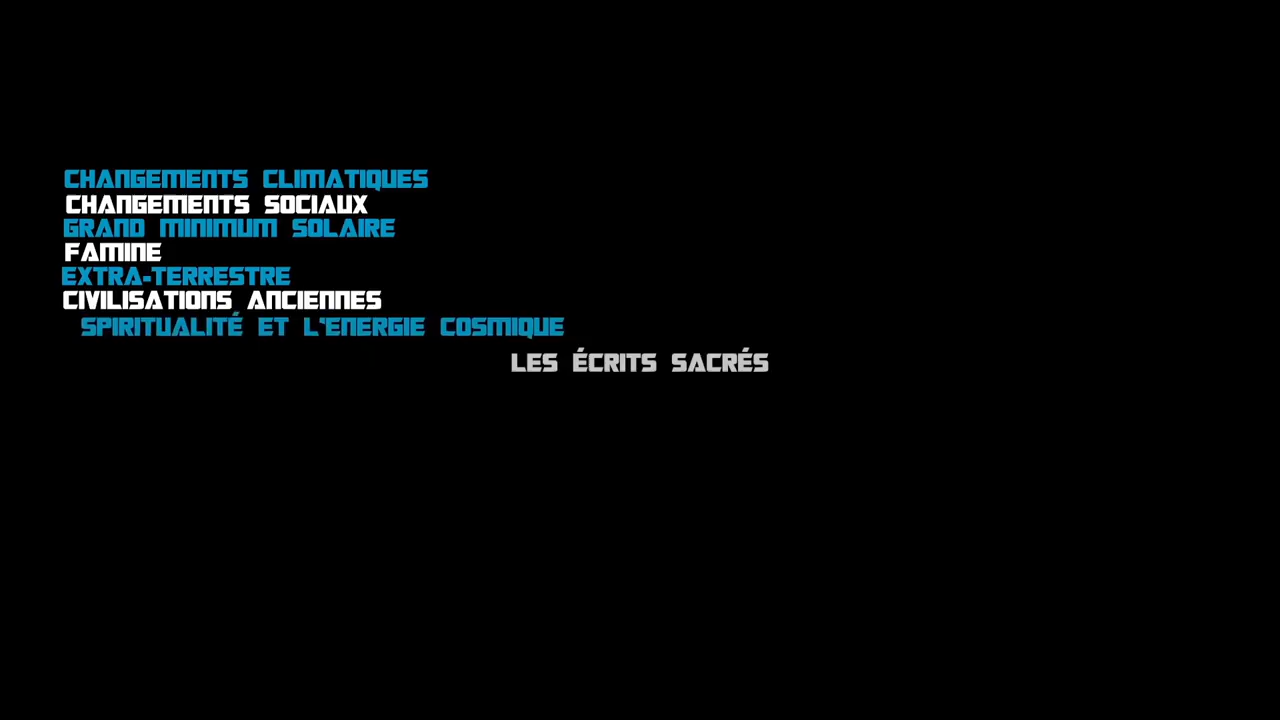 CHANGEMENTS CLIMATIQUES
CHANGEMENTS SOCIAUX
GRAND MINIMUM SOLAIRE
FAMINE
EXTRA-TERRESTRE
CIVILISATIONS ANCIENNES
SPIRITUALITÉ ET L'ENERGIE COSMIQUE
LES ÉCRITS SACRÉS